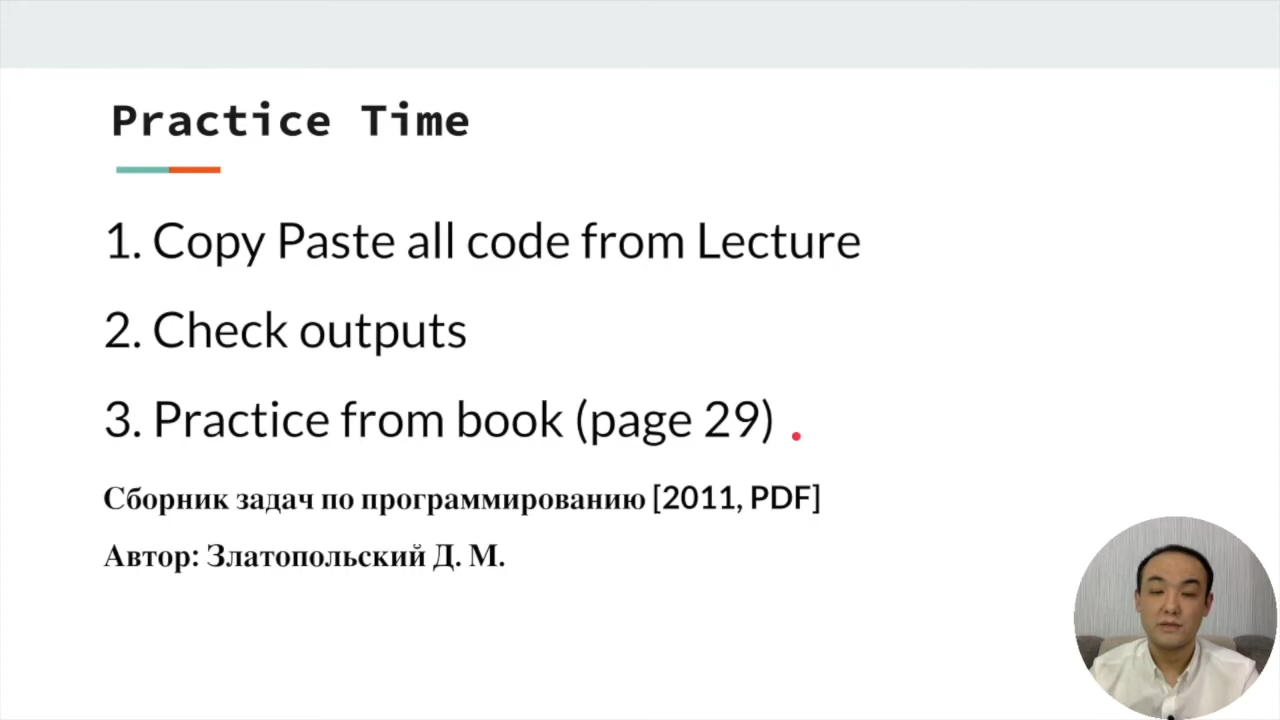 Practice Time
1. Copy Paste all code from Lecture
2. Check outputs
3. Practice from book (page 29)
Сборник задач по программированию [2011, PDF]
Автор: Златопольский Д. М.